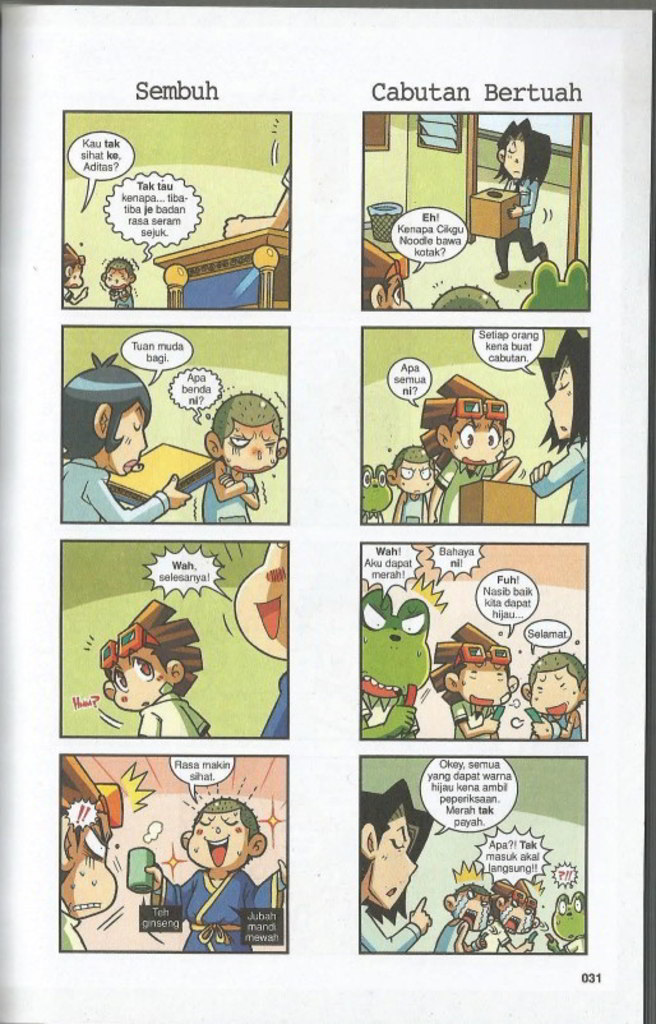 Sembuh
Kau tak
sihat ke,
Aditas?
Tak tau
kenapa... tiba-
tiba je badan
rasa seram
sejuk.
Tuan muda
bagi.
Apa
benda
ni?
Wah,
selesanya!
Hmm?
Rasa makin
sihat.
!!
Teh
ginseng
Jubah
mandi
mewah
Cabutan Bertuah
Eh!
Kenapa Cikgu
Noodle bawa
kotak?
Setiap orang
kena buat
cabutan.
Apa
semua
ni?
Wah!
Aku dapat
merah!
Bahaya
ni!
Fuh!
Nasib baik
kita dapat
hijau...
Selamat.
Okey, semua
yang dapat warna
hijau kena ambil
peperiksaan.
Merah tak
payah.
Apa?! Tak
masuk akal
langsung!!
?!!
031